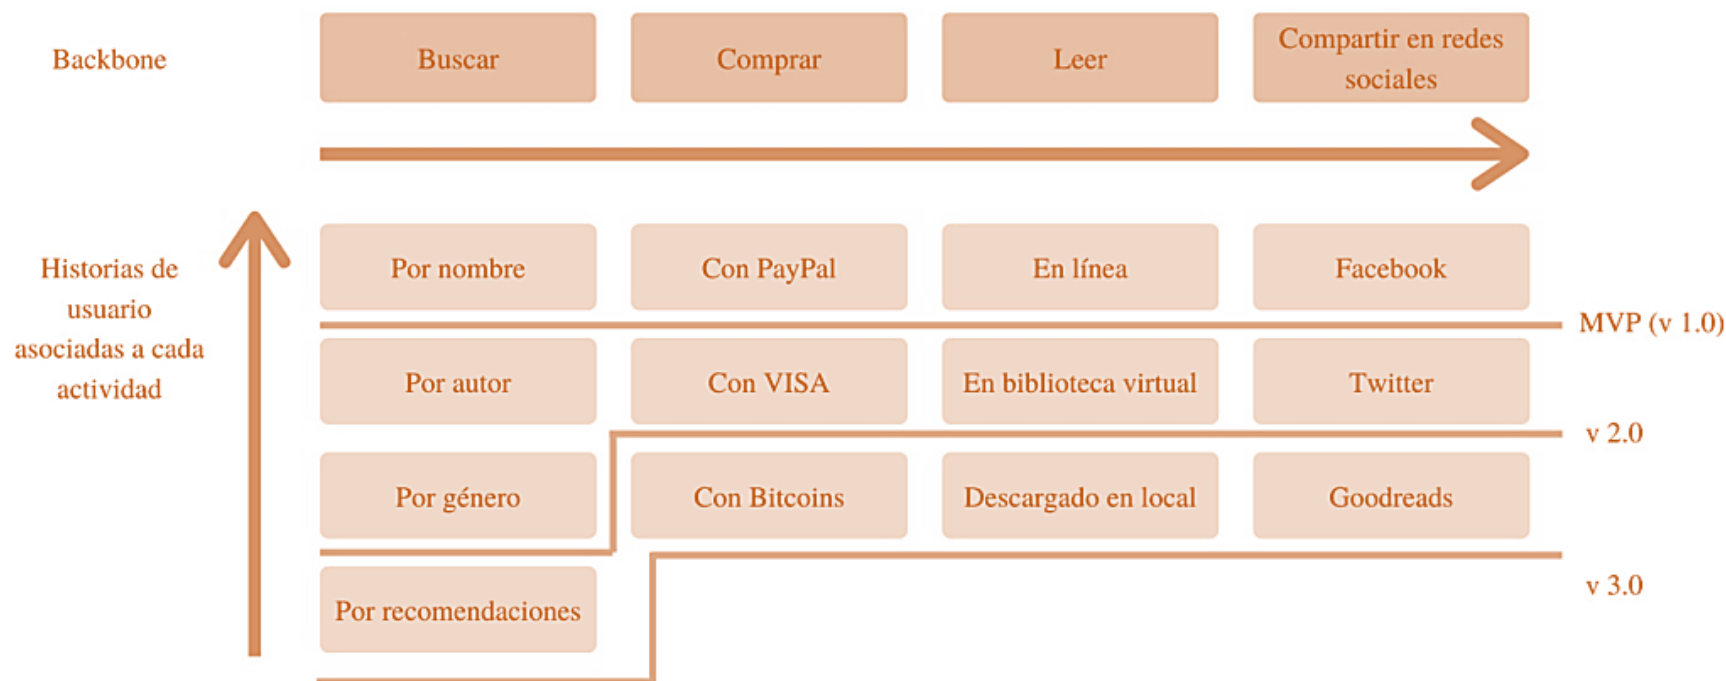 Backbone
Buscar
Comprar
Leer
Compartir en redes
sociales
Historias de
usuario
asociadas a cada
actividad
Por nombre
Con PayPal
En línea
Facebook
MVP (v 1.0)
Por autor
Con VISA
En biblioteca virtual
Twitter
v 2.0
Por género
Con Bitcoins
Descargado en local
Goodreads
v 3.0
Por recomendaciones